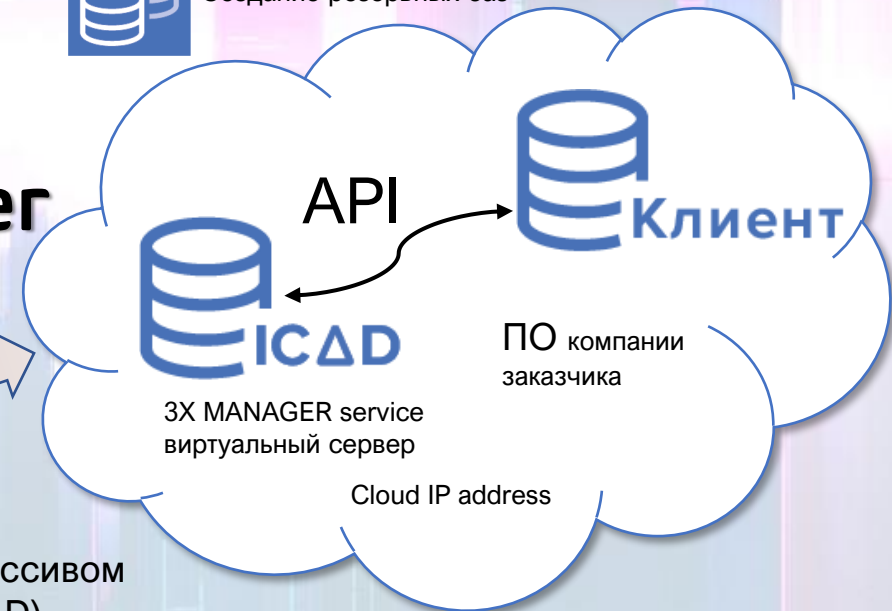 API
Клиент
ICAD
ПО компании
заказчика
3X MANAGER service
виртуальный сервер
Cloud IP address